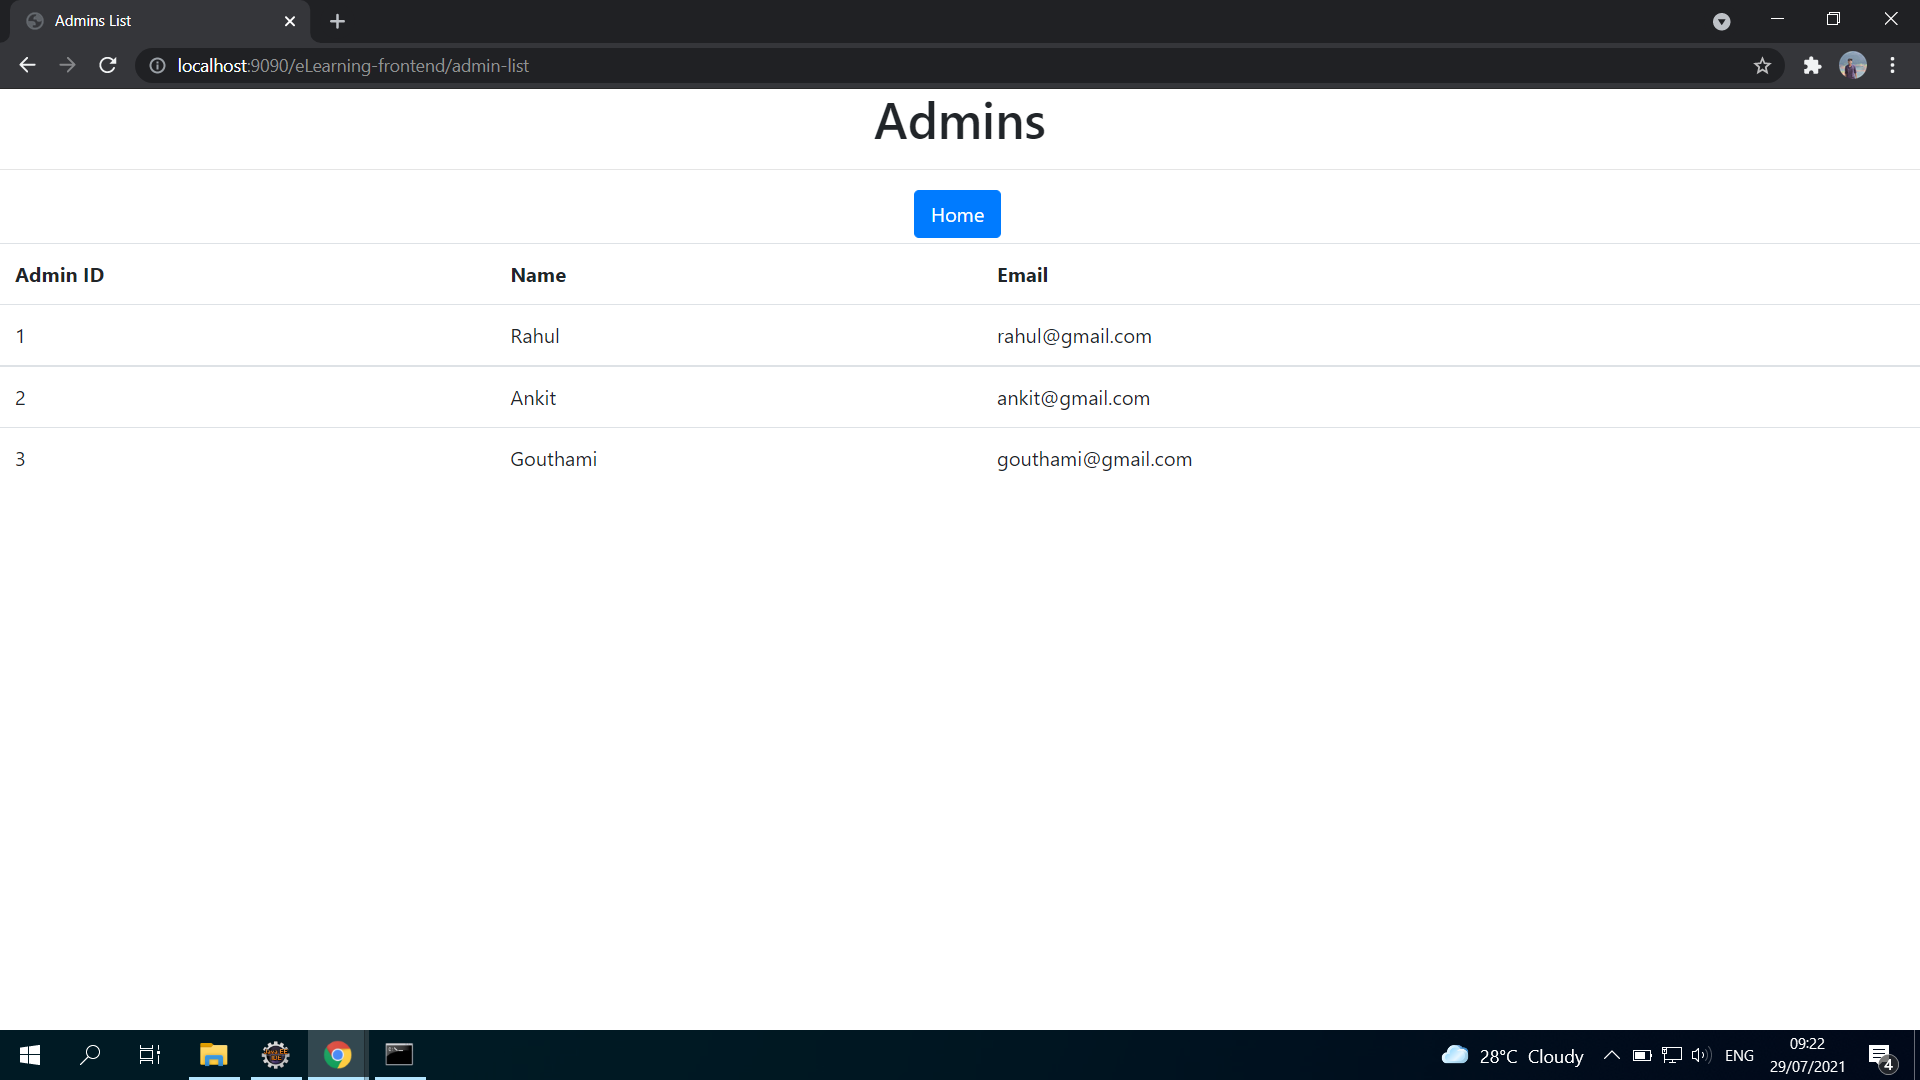 Admins List
localhost:9090/eLearning-frontend/admin-list
Admins
Home
Admin ID Name Email
1 Rahul rahul@gmail.com
2 Ankit ankit@gmail.com
3 Gouthami gouthami@gmail.com
28°C Cloudy ENG 09:22
29/07/2021 4